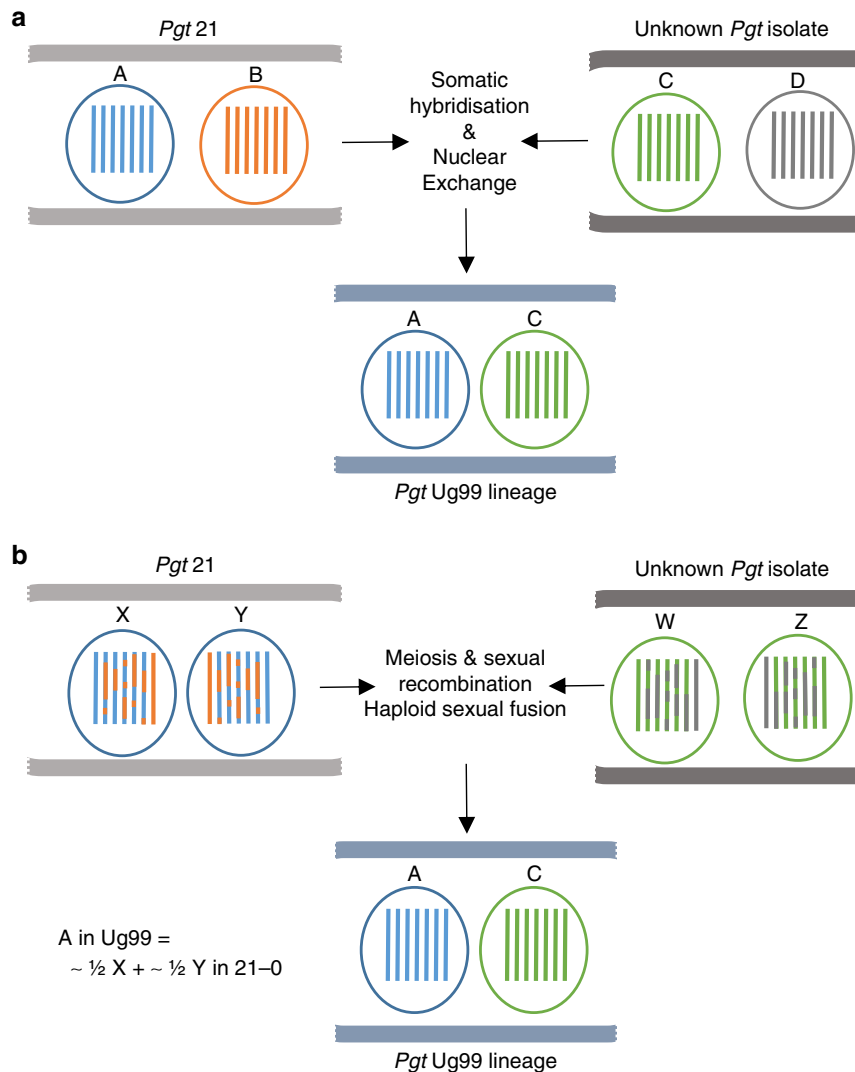 a
Pgt 21
Unknown Pgt isolate
A
B
C
D
Somatic
hybridisation
&
Nuclear
Exchange
A
C
Pgt Ug99 lineage
b
Pgt 21
Unknown Pgt isolate
X
Y
W
Z
Meiosis & sexual
recombination
Haploid sexual fusion
A
C
A in Ug99 =
~ ½ X + ~ ½ Y in 21–0
Pgt Ug99 lineage